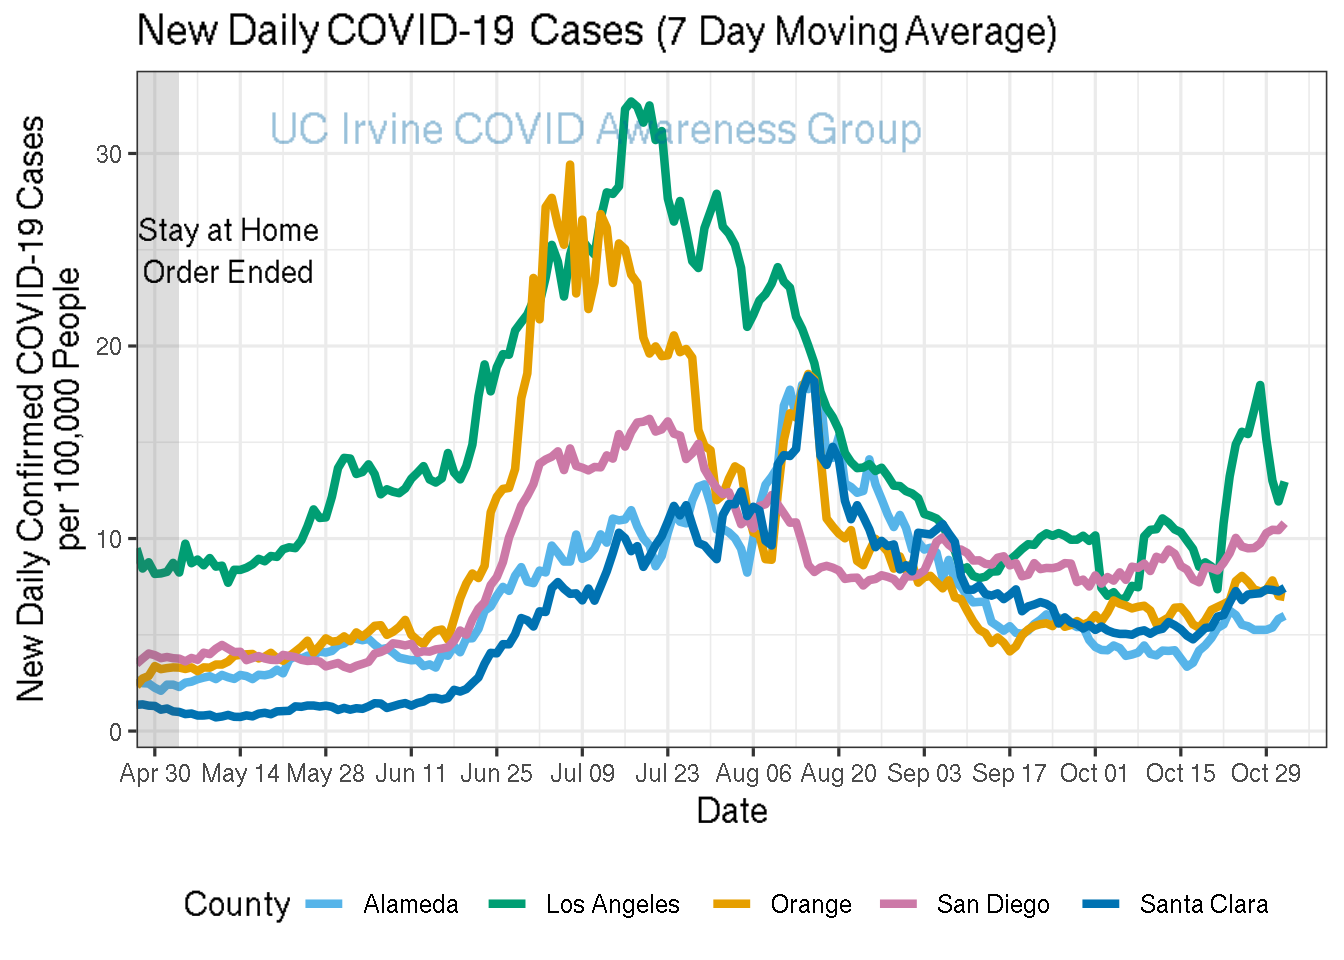 New Daily COVID-19 Cases (7 Day Moving Average)
UC Irvine COVID Awareness Group
Stay at Home
Order Ended
New Daily Confirmed COVID-19 Cases
per 100,000 People
30
20
10
0
Apr 30 May 14 May 28 Jun 11 Jun 25 Jul 09 Jul 23 Aug 06 Aug 20 Sep 03 Sep 17 Oct 01 Oct 15 Oct 29
Date
County Alameda Los Angeles Orange San Diego Santa Clara